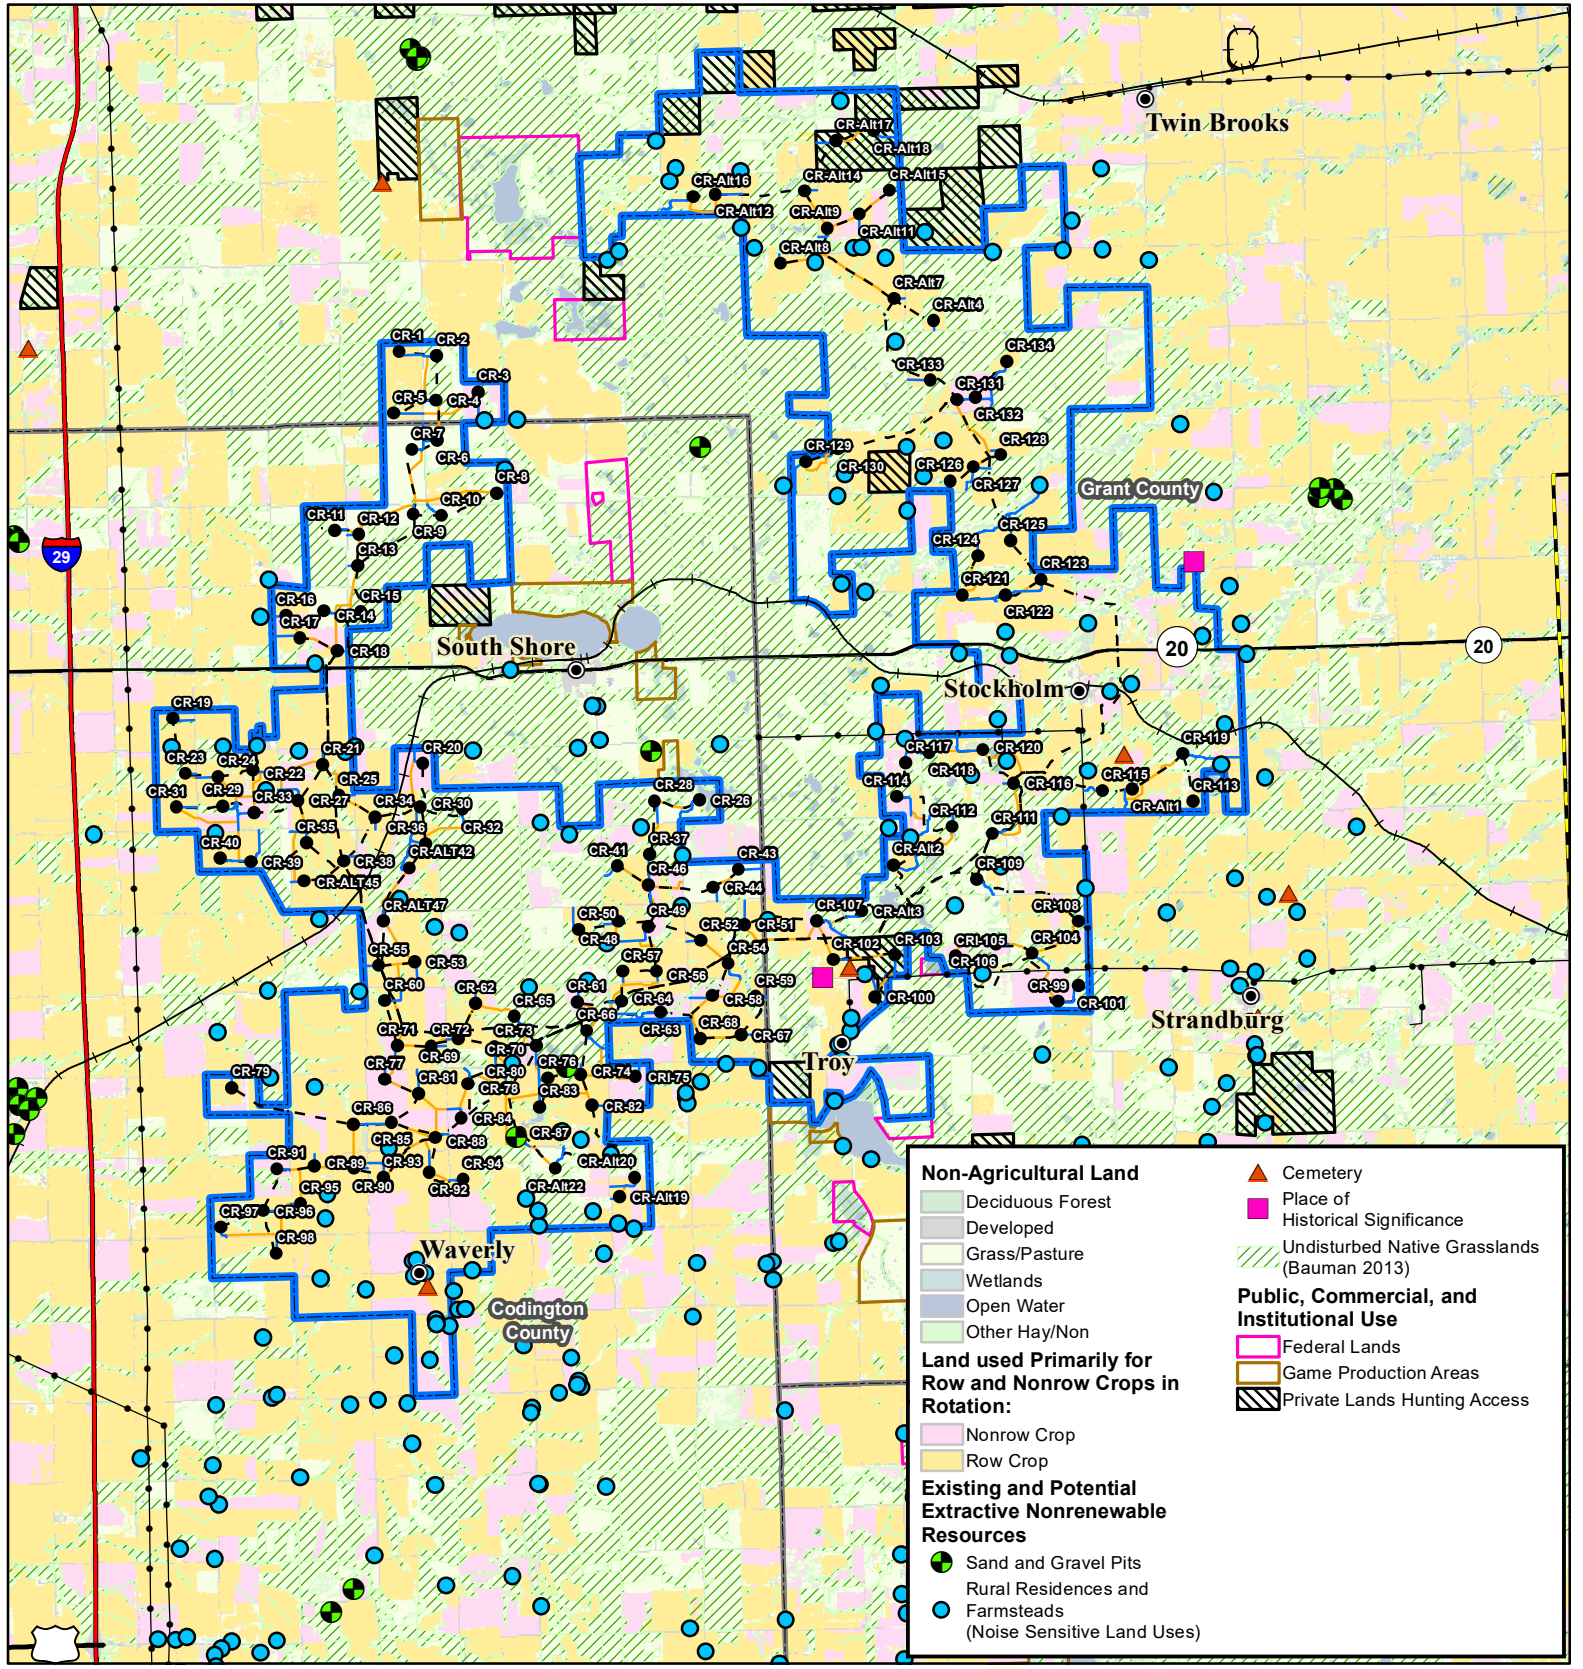 Twin Brooks
CR-Alt17
CR-Alt18
CR-Alt16
CR-Alt14
CR-Alt15
CR-Alt12
CR-Alt9
CR-Alt11
CR-Alt8
CR-Alt7
CR-Alt4
CR-1
CR-2
CR-134
CR-133
CR-3
CR-131
CR-5
CR-4
CR-132
CR-7
CR-129
CR-128
CR-6
CR-130
CR-126
CR-8
CR-127
Grant County
CR-10
CR-11
CR-12
CR-9
CR-125
29
CR-13
CR-124
CR-123
CR-121
CR-16
CR-15
CR-14
CR-122
CR-17
CR-18
South Shore
20
20
Stockholm
CR-19
CR-21
CR-20
CR-117
CR-120
CR-119
CR-23
CR-24
CR-22
CR-25
CR-118
CR-114
CR-116
CR-115
CR-113
CR-31
CR-29
CR-33
CR-27
CR-34
CR-30
CR-28
CR-26
CR-Alt1
CR-35
CR-36
CR-32
CR-112
CR-111
CR-40
CR-39
CR-38
CR-ALT42
CR-37
CR-41
CR-43
CR-Alt2
CR-ALT45
CR-46
CR-44
CR-109
CR-ALT47
CR-50
CR-49
CR-52
CR-51
CR-107
CR-Alt3
CR-108
CR-48
CR-54
CR-102
CR-103
CRI-105
CR-104
CR-55
CR-53
CR-57
CR-56
CR-59
CR-106
CR-60
CR-62
CR-61
CR-65
CR-64
CR-58
CR-100
CR-99
CR-101
CR-66
CR-71
CR-72
CR-73
CR-63
CR-68
CR-67
Strandburg
CR-69
CR-70
CR-77
CR-76
Troy
CR-79
CR-81
CR-80
CR-74
CRI-75
CR-78
CR-83
CR-82
CR-86
CR-84
CR-85
CR-88
CR-87
CR-91
CR-89
CR-93
CR-94
CR-Alt20
CR-95
CR-90
CR-92
CR-Alt22
CR-Alt19
CR-97
CR-96
CR-98
Waverly
Codington
County
Non-Agricultural Land
Deciduous Forest
Developed
Grass/Pasture
Wetlands
Open Water
Other Hay/Non
Land used Primarily for
Row and Nonrow Crops in
Rotation:
Nonrow Crop
Row Crop
Existing and Potential
Extractive Nonrenewable
Resources
Sand and Gravel Pits
Rural Residences and
Farmsteads
(Noise Sensitive Land Uses)
Cemetery
Place of
Historical Significance
Undisturbed Native Grasslands
(Bauman 2013)
Public, Commercial, and
Institutional Use
Federal Lands
Game Production Areas
Private Lands Hunting Access